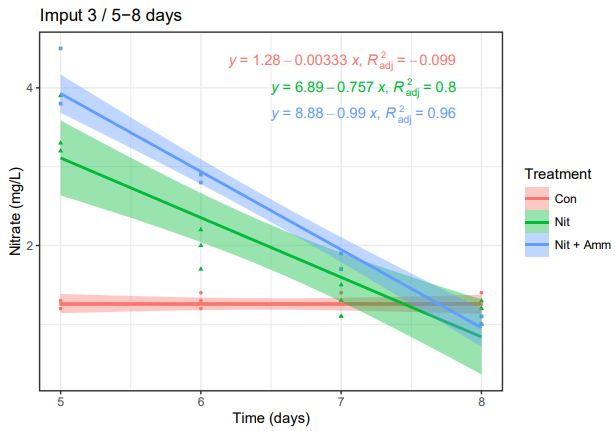 Imput 3 / 5−8 days
y = 1.28 – 0.00333 x, R²adj = −0.099
y = 6.89 – 0.757 x, R²adj = 0.8
y = 8.88 – 0.99 x, R²adj = 0.96
Nitrate (mg/L)
4
2
5 6 7 8
Time (days)
Treatment
Con
Nit
Nit + Amm